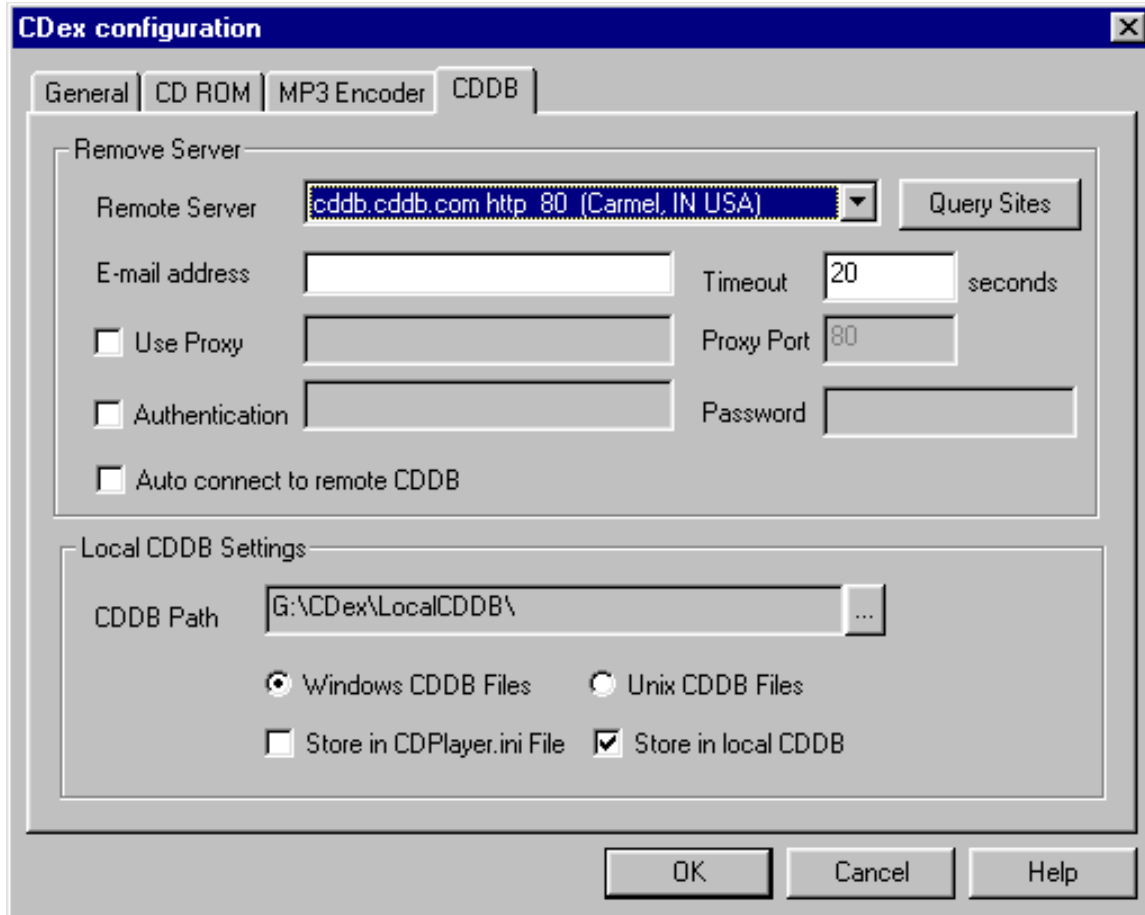 CDex configuration
General CD ROM MP3 Encoder CDDB
Remove Server
Remote Server cddb.cddb.com http 80 (Carmel, IN USA) Query Sites
E-mail address Timeout 20 seconds
Use Proxy Proxy Port 80
Authentication Password
Auto connect to remote CDDB
Local CDDB Settings
CDDB Path G:\CDex\LocalCDDB\ ...
Windows CDDB Files Unix CDDB Files
Store in CDPlayer.ini File Store in local CDDB
OK Cancel Help